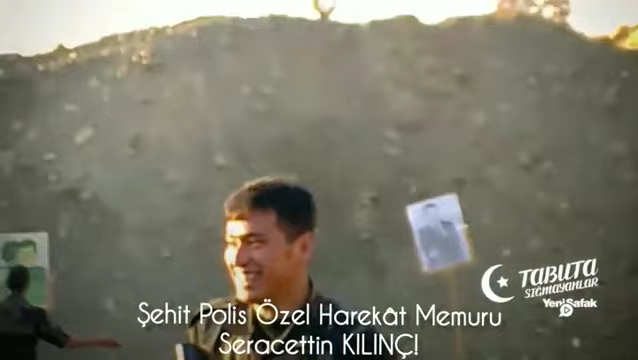 TABUTA
SIĞMAYANLAR
YeniŞafak
Şehit Polis Özel Harekât Memuru
Seracettin KILINÇ!